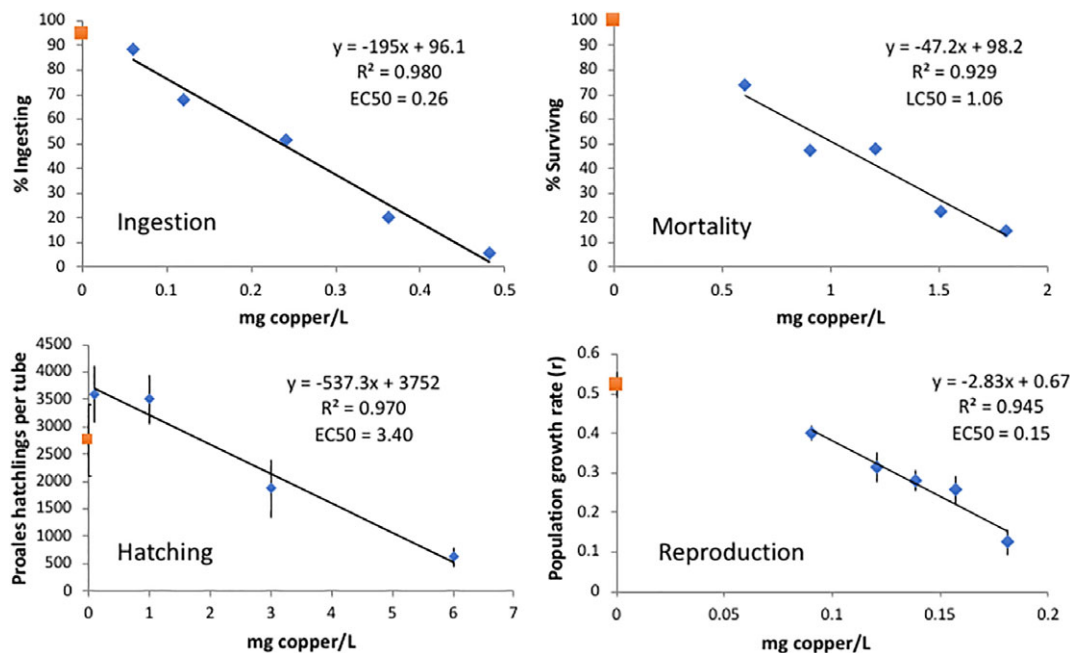 100
90
80
70
60
50
40
30
20
10
0
% Ingesting
y = -195x + 96.1
R² = 0.980
EC50 = 0.26
Ingestion
0 0.1 0.2 0.3 0.4 0.5
mg copper/L
100
90
80
70
60
50
40
30
20
10
0
% Surivng
y = -47.2x + 98.2
R² = 0.929
LC50 = 1.06
Mortality
0 0.5 1 1.5 2
mg copper/L
4500
4000
3500
3000
2500
2000
1500
1000
500
0
Proales hatchlings per tube
y = -537.3x + 3752
R² = 0.970
EC50 = 3.40
Hatching
0 1 2 3 4 5 6 7
mg copper/L
0.6
0.5
0.4
0.3
0.2
0.1
0
Population growth rate (r)
y = -2.83x + 0.67
R² = 0.945
EC50 = 0.15
Reproduction
0 0.05 0.1 0.15 0.2
mg copper/L